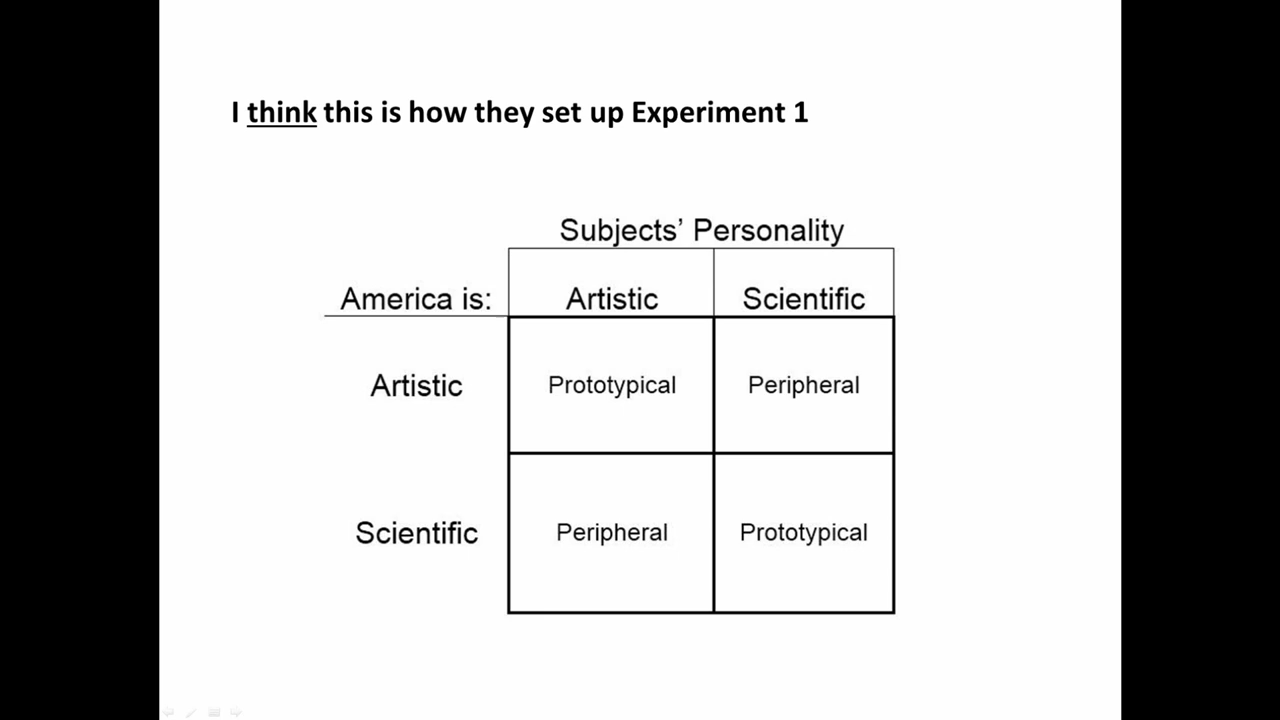 I think this is how they set up Experiment 1
Subjects’ Personality
America is: Artistic Scientific
Artistic Prototypical Peripheral
Scientific Peripheral Prototypical